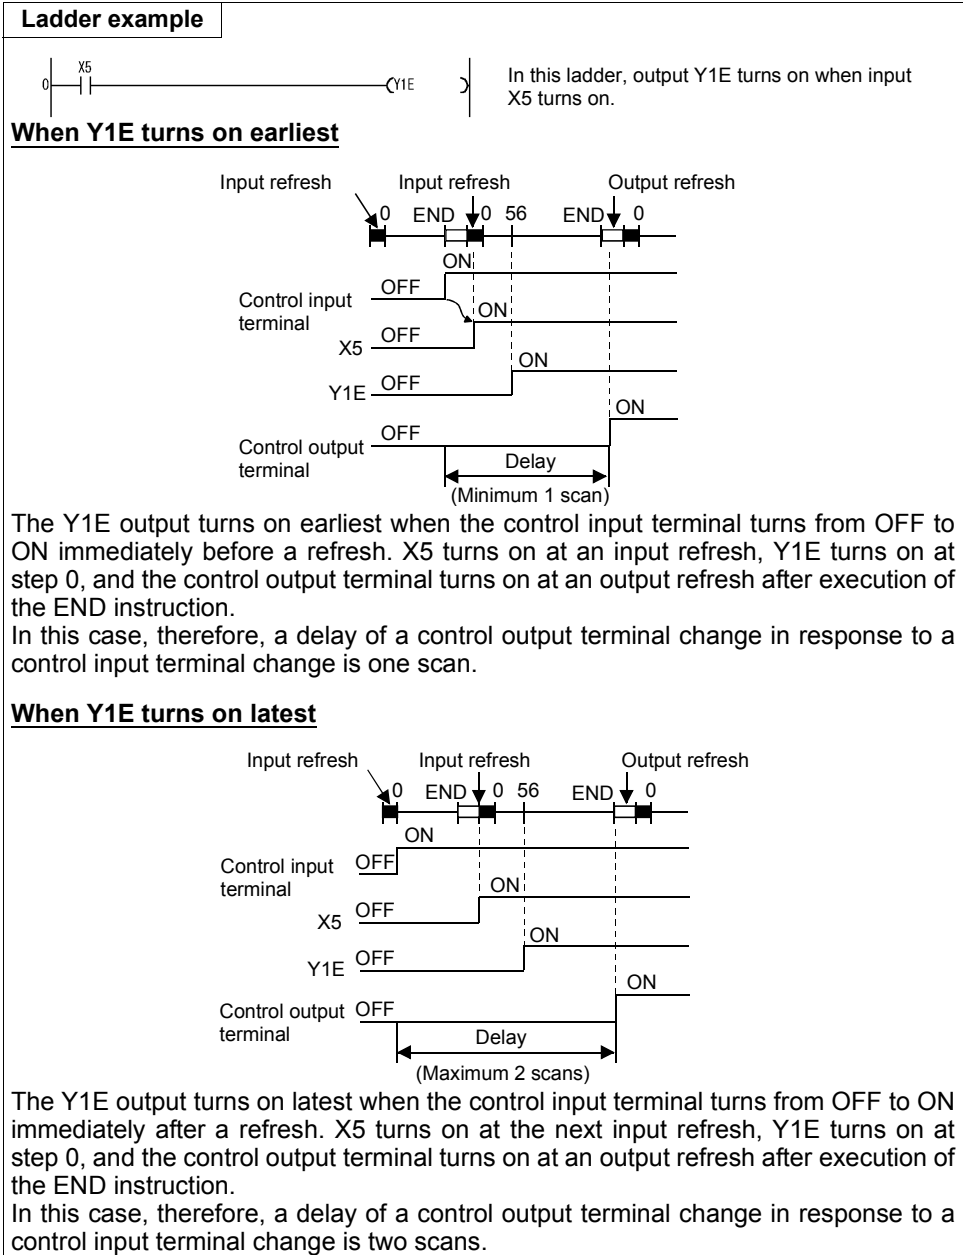 Ladder example
X5
0
Y1E
In this ladder, output Y1E turns on when input
X5 turns on.
When Y1E turns on earliest
Input refresh Input refresh Output refresh
0 END 0 56 END 0
ON
OFF
Control input
terminal
ON
X5 OFF
ON
Y1E OFF
ON
OFF
Control output
terminal
Delay
(Minimum 1 scan)
The Y1E output turns on earliest when the control input terminal turns from OFF to
ON immediately before a refresh. X5 turns on at an input refresh, Y1E turns on at
step 0, and the control output terminal turns on at an output refresh after execution of
the END instruction.
In this case, therefore, a delay of a control output terminal change in response to a
control input terminal change is one scan.
When Y1E turns on latest
Input refresh Input refresh Output refresh
0 END 0 56 END 0
ON
OFF
Control input
terminal
ON
X5 OFF
ON
Y1E OFF
ON
Control output OFF
terminal
Delay
(Maximum 2 scans)
The Y1E output turns on latest when the control input terminal turns from OFF to ON
immediately after a refresh. X5 turns on at the next input refresh, Y1E turns on at
step 0, and the control output terminal turns on at an output refresh after execution of
the END instruction.
In this case, therefore, a delay of a control output terminal change in response to a
control input terminal change is two scans.